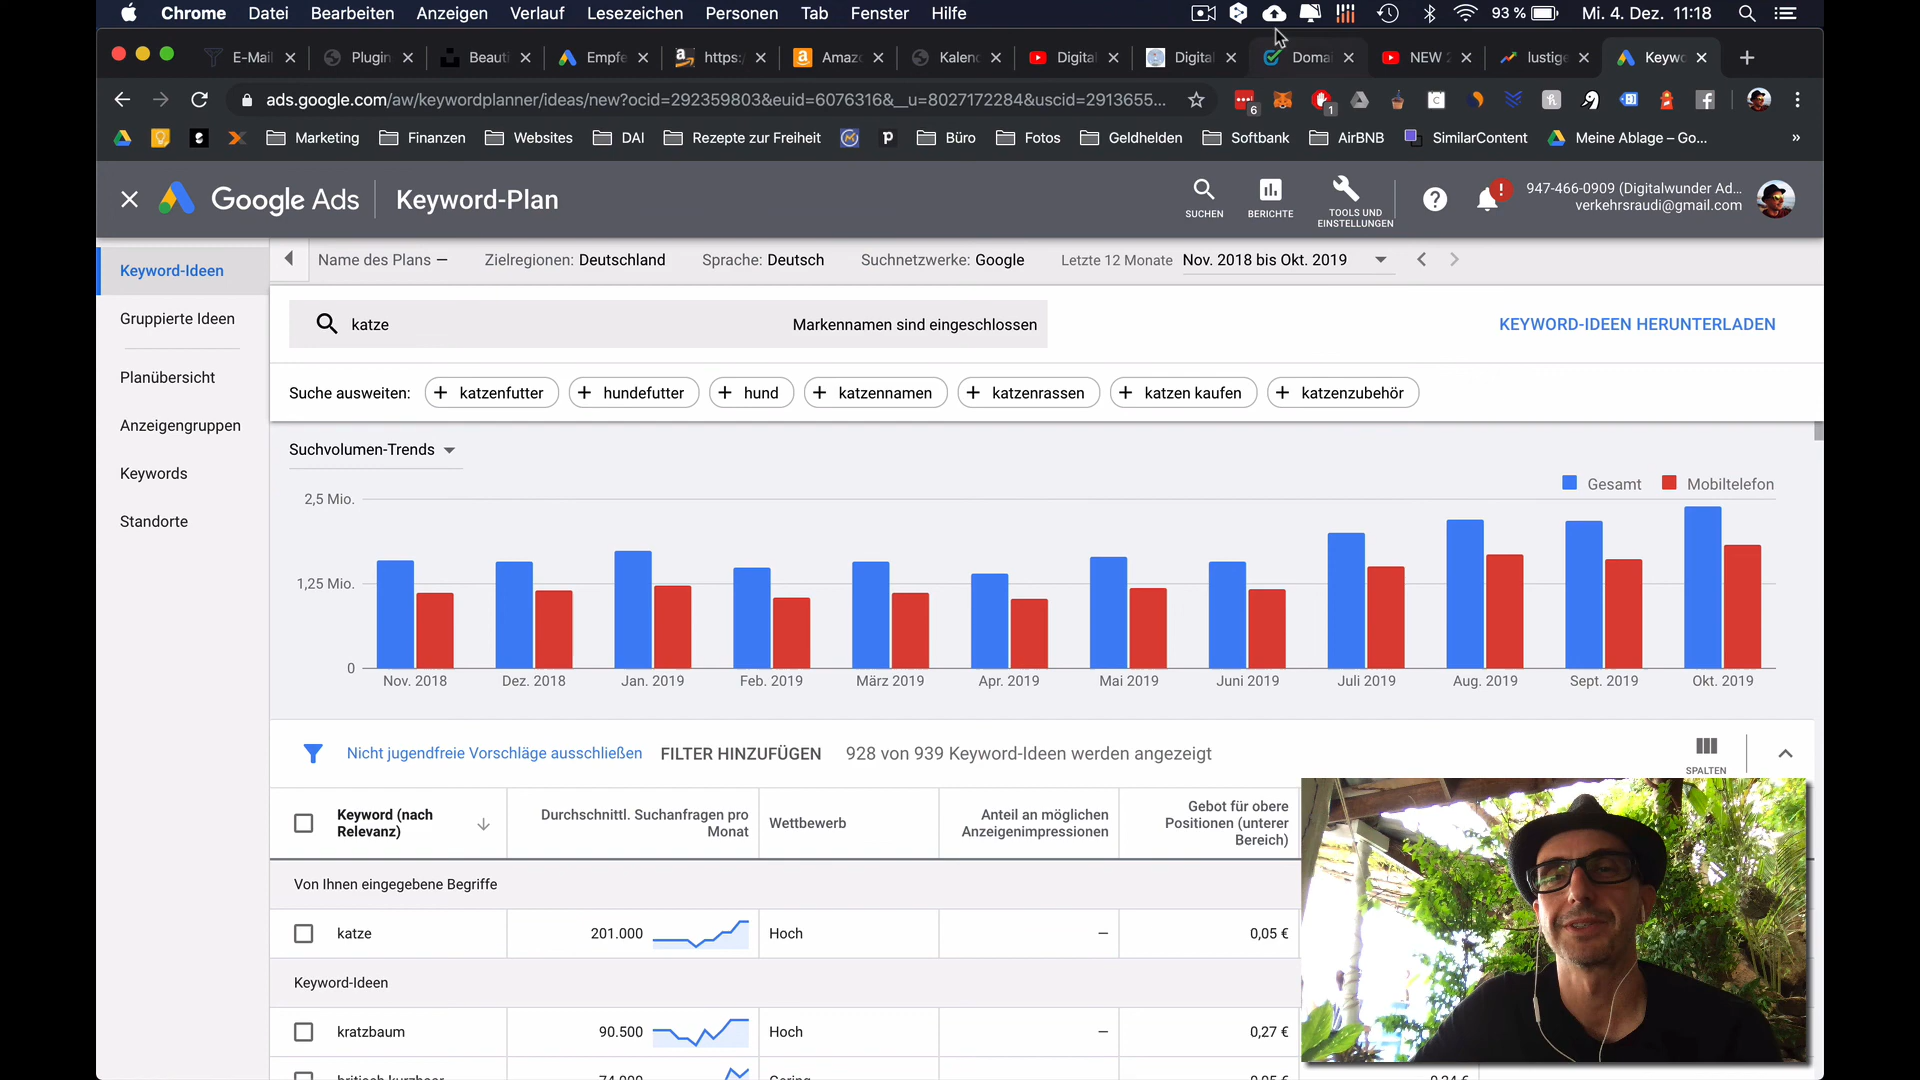 Chrome Datei Bearbeiten Anzeigen Verlauf Lesezeichen Personen Tab Fenster Hilfe 93 % Mi. 4. Dez. 11:18
E-Mail Plugin Beauti Empfe https: Amaz Kalen Digital Digital Domai NEW lustige Keywo
ads.google.com/aw/keywordplanner/ideas/new?ocid=292359803&euid=6076316&__u=8027172284&uscid=2913655... 6 1
Marketing Finanzen Websites DAI Rezepte zur Freiheit Büro Fotos Geldhelden Softbank AirBNB SimilarContent Meine Ablage – Go... »
Google Ads Keyword-Plan SUCHEN BERICHTE TOOLS UND EINSTELLUNGEN 947-466-0909 (Digitalwunder Ad...
verkehrsraudi@gmail.com
Keyword-Ideen
Gruppierte Ideen
Planübersicht
Anzeigengruppen
Keywords
Standorte
Name des Plans – Zielregionen: Deutschland Sprache: Deutsch Suchnetzwerke: Google Letzte 12 Monate Nov. 2018 bis Okt. 2019
katze Markennamen sind eingeschlossen KEYWORD-IDEEN HERUNTERLADEN
Suche ausweiten: + katzenfutter + hundefutter + hund + katzennamen + katzenrassen + katzen kaufen + katzenzubehör
Suchvolumen-Trends
Gesamt Mobiltelefon
2,5 Mio.
1,25 Mio.
0
Nov. 2018 Dez. 2018 Jan. 2019 Feb. 2019 März 2019 Apr. 2019 Mai 2019 Juni 2019 Juli 2019 Aug. 2019 Sept. 2019 Okt. 2019
Nicht jugendfreie Vorschläge ausschließen FILTER HINZUFÜGEN 928 von 939 Keyword-Ideen werden angezeigt SPALTEN
Keyword (nach Relevanz) Durchschnittl. Suchanfragen pro Monat Wettbewerb Anteil an möglichen Anzeigenimpressionen Gebot für obere Positionen (unterer Bereich)
Von Ihnen eingegebene Begriffe
katze 201.000 Hoch – 0,05 €
Keyword-Ideen
kratzbaum 90.500 Hoch – 0,27 €